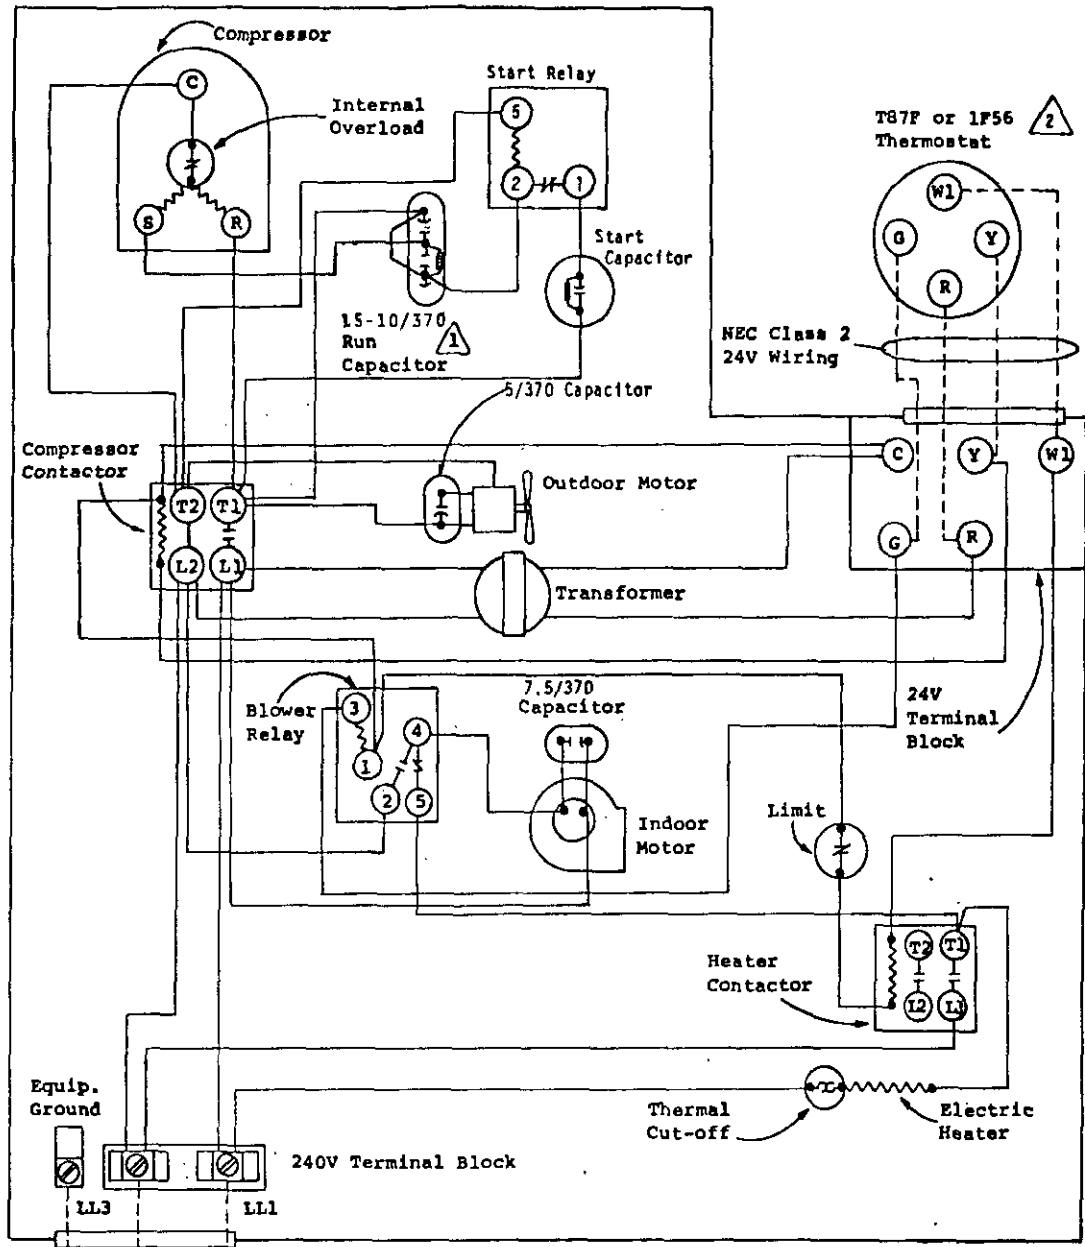 Compressor
C
Internal
Overload
S
R
Start Relay
5
2
1
Start
Capacitor
15-10/370
Run
Capacitor
1
5/370 Capacitor
T87F or 1F56
Thermostat
2
W1
G
Y
R
NEC Class 2
24V Wiring
Compressor
Contactor
T2
T1
L2
L1
Outdoor Motor
Transformer
C
Y
W1
G
R
24V
Terminal
Block
Blower
Relay
3
4
1
2
5
7.5/370
Capacitor
Indoor
Motor
Limit
Heater
Contactor
T2
T1
L2
L1
Thermal
Cut-off
Electric
Heater
Equip.
Ground
240V Terminal Block
LL3
LL1